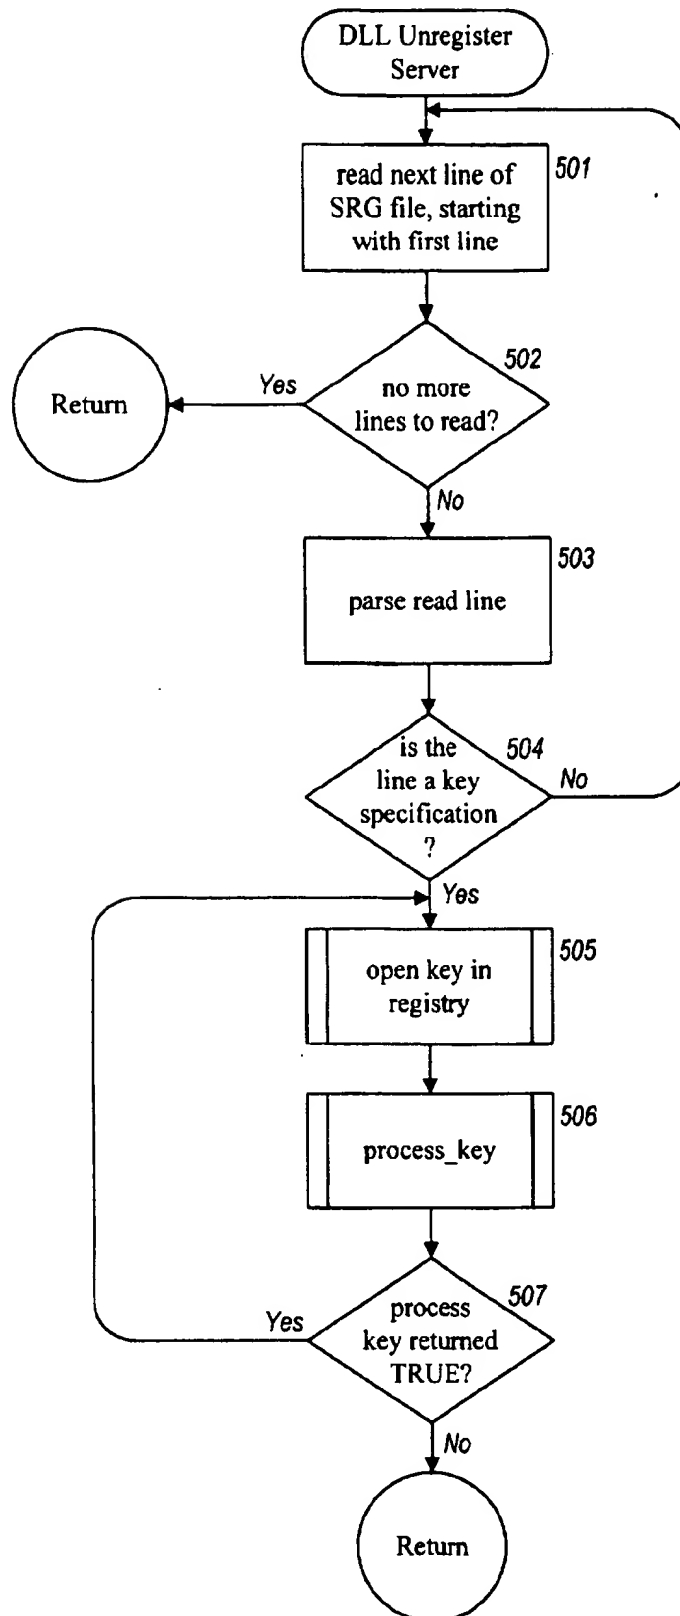 DLL Unregister
Server
read next line of
SRG file, starting
with first line
501
502
no more
lines to read?
Yes
Return
No
503
parse read line
504
is the
line a key
specification
?
No
Yes
505
open key in
registry
506
process_key
507
process
key returned
TRUE?
Yes
No
Return